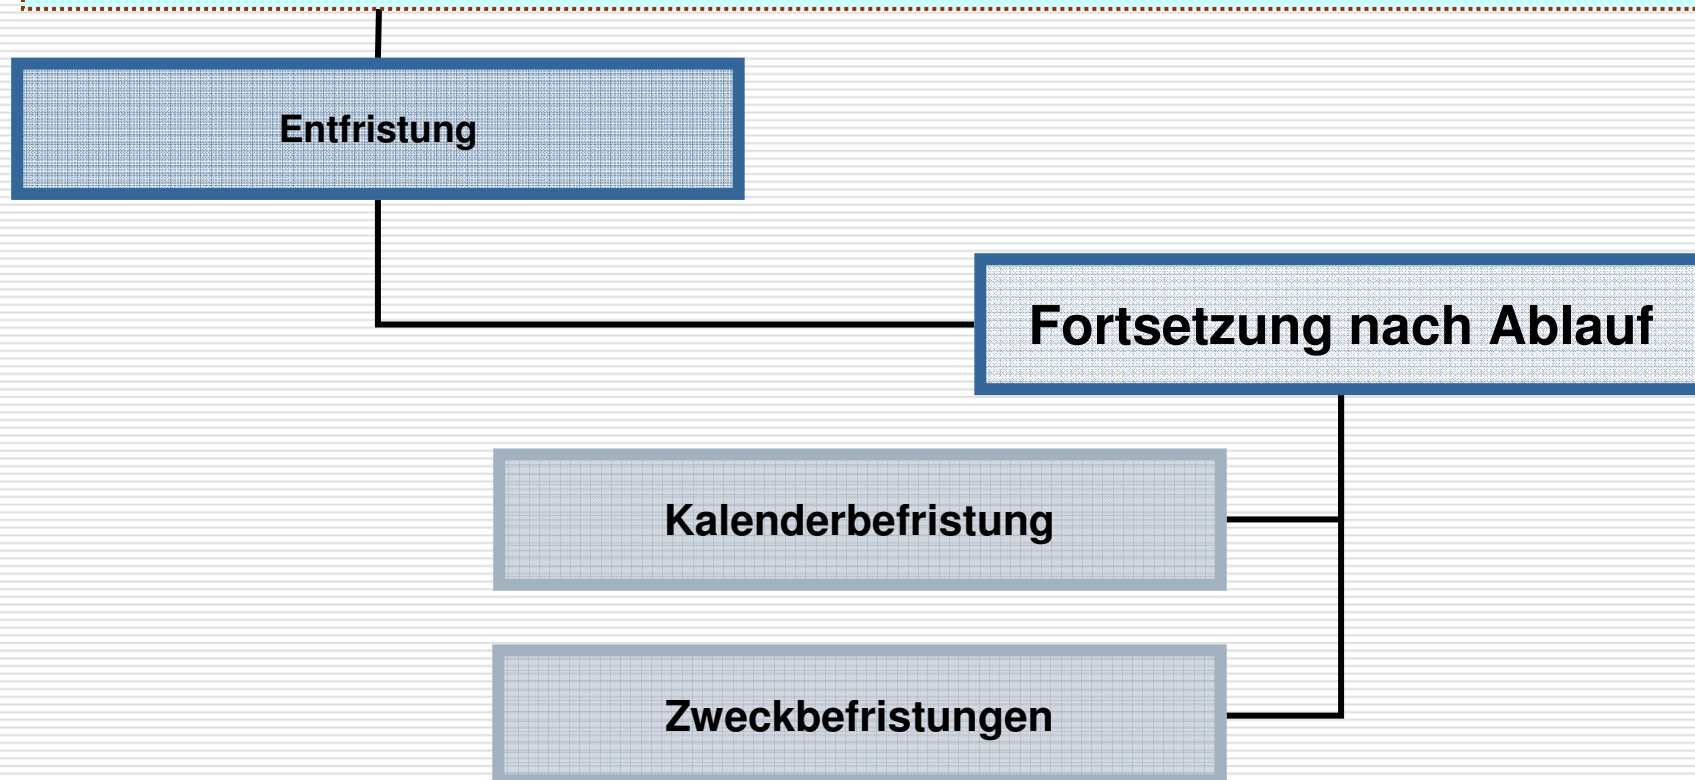 Entfristung
Fortsetzung nach Ablauf
Kalenderbefristung
Zweckbefristungen